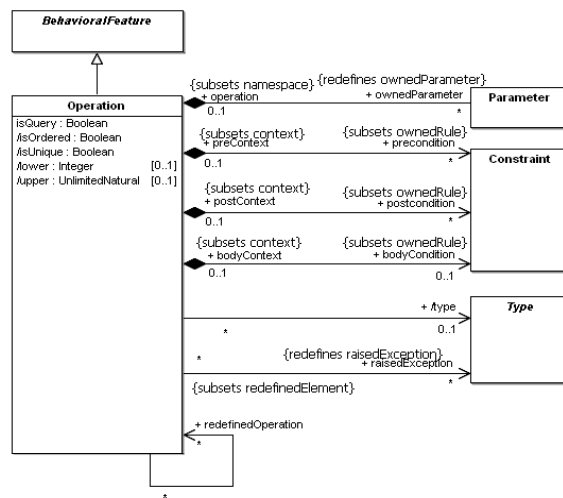 BehavioralFeature
Operation
isQuery : Boolean
/isOrdered : Boolean
/isUnique : Boolean
/lower : Integer [0..1]
/upper : UnlimitedNatural [0..1]
{subsets namespace} {redefines ownedParameter}
+ operation + ownedParameter
0..1 *
Parameter
{subsets context} {subsets ownedRule}
+ preContext + precondition
0..1 *
Constraint
{subsets context} {subsets ownedRule}
+ postContext + postcondition
0..1 *
{subsets context} {subsets ownedRule}
+ bodyContext + bodyCondition
0..1 0..1
+ /type
* 0..1
Type
* {redefines raisedException}
+ raisedException
*
{subsets redefinedElement}
+ redefinedOperation
*
*